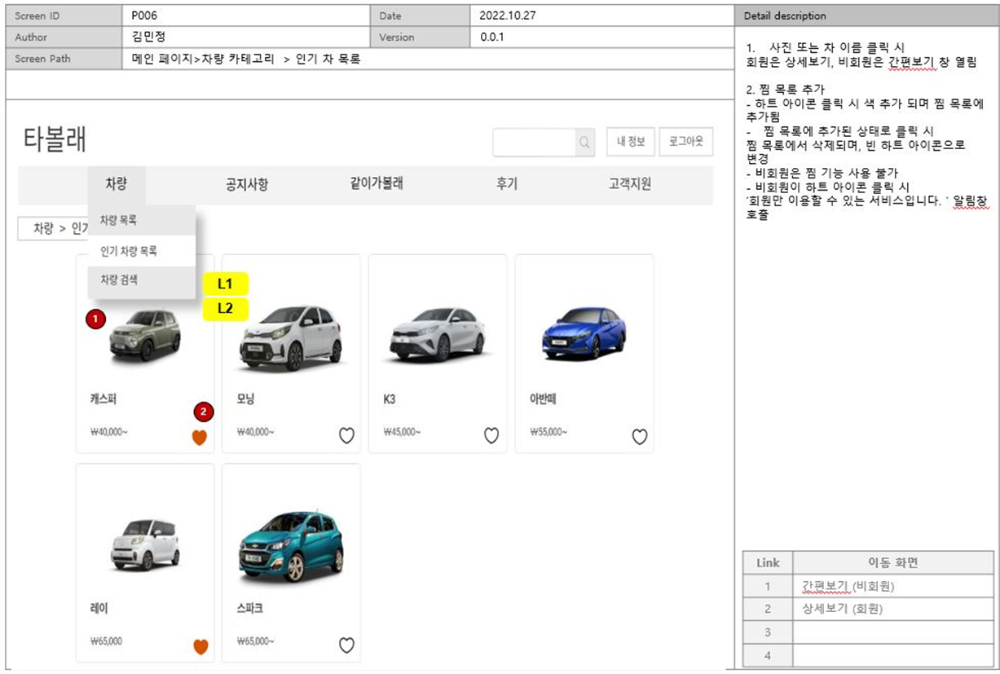 Screen ID P006 Date 2022.10.27
Author 김민정 Version 0.0.1
Screen Path 메인 페이지>차량 카테고리 > 인기 차 목록
타볼래
내 정보 로그아웃
차량 공지사항 같이가볼래 후기 고객지원
차량 > 인기
차량 목록
인기 차량 목록
차량 검색
L1
L2
1
캐스퍼 모닝 K3 아반떼
2
₩40,000~ ₩40,000~ ₩45,000~ ₩55,000~
레이 스파크
₩65,000 ₩65,000~
Detail description
1. 사진 또는 차 이름 클릭 시
회원은 상세보기, 비회원은 간편보기 창 열림
2. 찜 목록 추가
- 하트 아이콘 클릭 시 색 추가 되며 찜 목록에
추가됨
- 찜 목록에 추가된 상태로 클릭 시
찜 목록에서 삭제되며, 빈 하트 아이콘으로
변경
- 비회원은 찜 기능 사용 불가
- 비회원이 하트 아이콘 클릭 시
'회원만 이용할 수 있는 서비스입니다. ' 알림창
호출
Link 이동 화면
1 간편보기 (비회원)
2 상세보기 (회원)
3
4